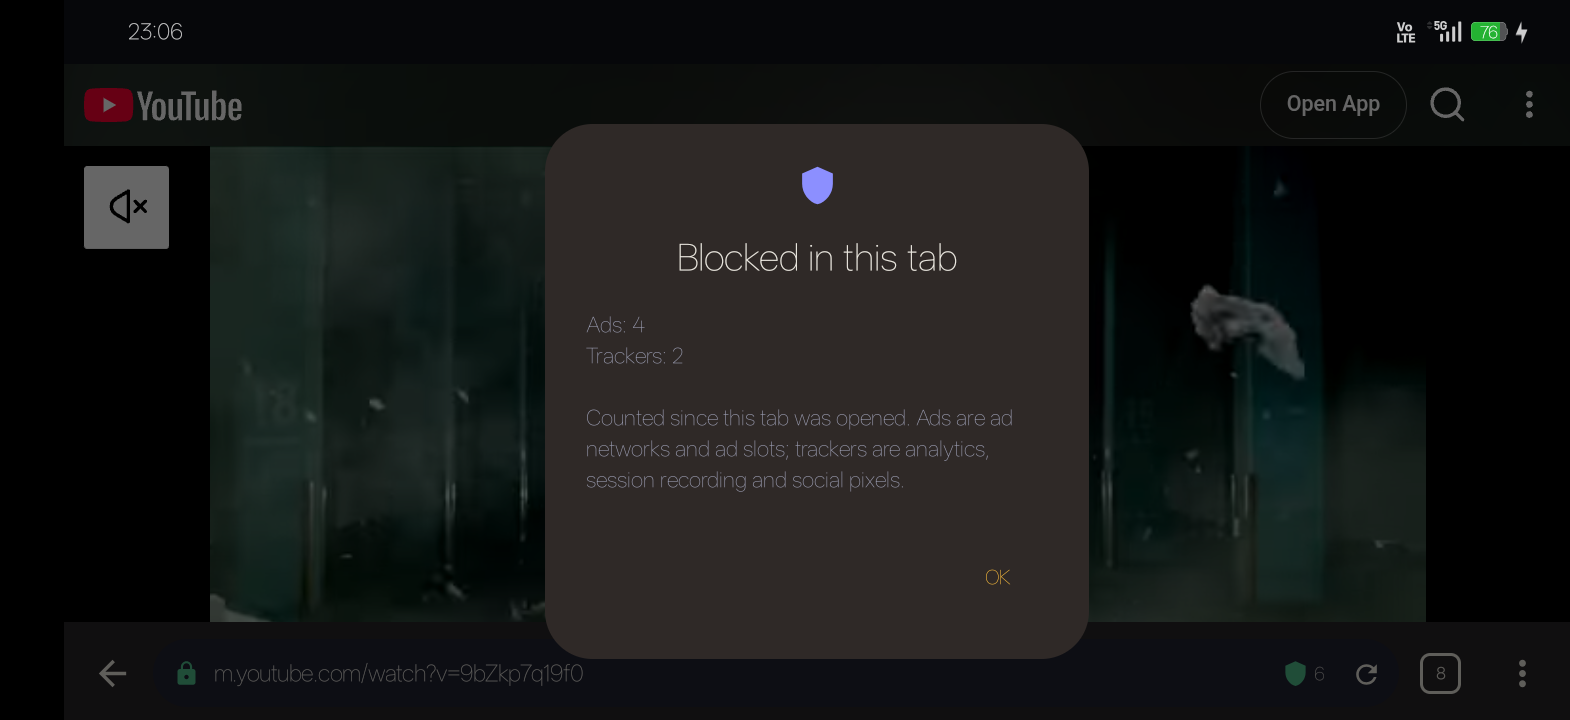 23:06
Vo
LTE
5G
76
YouTube
Open App
Blocked in this tab
Ads: 4
Trackers: 2
Counted since this tab was opened. Ads are ad
networks and ad slots; trackers are analytics,
session recording and social pixels.
OK
m.youtube.com/watch?v=9bZkp7q19f0
6
8